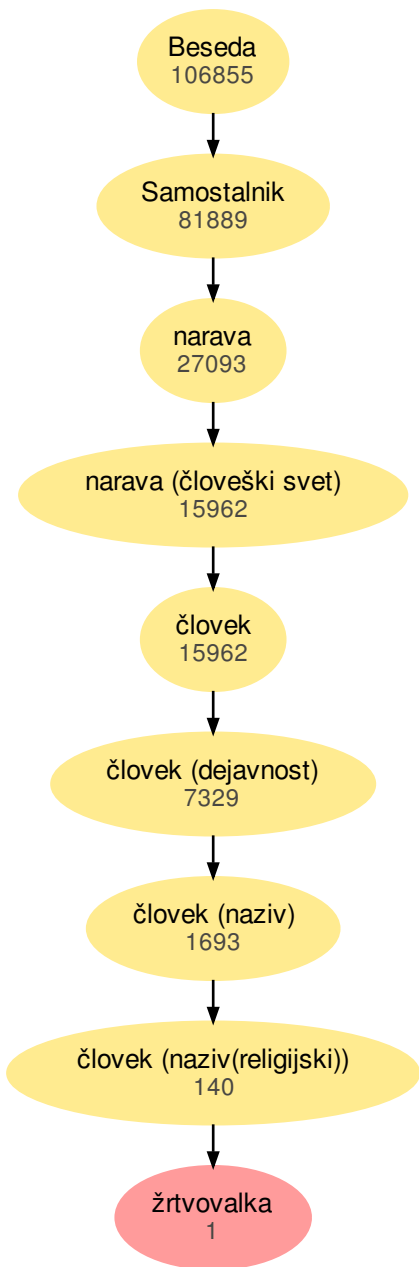 Beseda
106855
Samostalnik
81889
narava
27093
narava (človeški svet)
15962
človek
15962
človek (dejavnost)
7329
človek (naziv)
1693
človek (naziv(religijski))
140
žrtvovalka
1